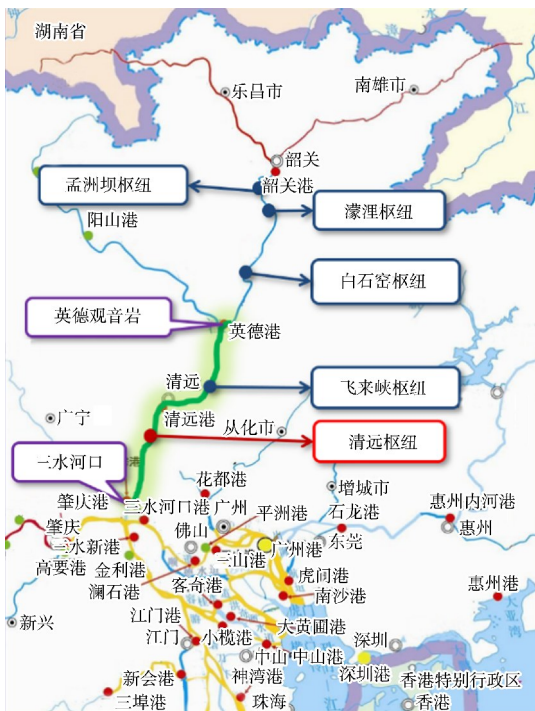 湖南省
乐昌市
南雄市
韶关
韶关港
孟洲坝枢纽
濛浬枢纽
阳山港
白石窑枢纽
英德观音岩
英德港
清远
飞来峡枢纽
清远港
广宁
从化市
清远枢纽
三水河口
港
花都港
增城市
肇庆港
三水河口港
广州
平洲港
石龙港
惠州内河港
肇庆
佛山
惠州
三水新港
三山港
广州港
东莞
高要港
金利港
澜石港
虎门港
客奇港
南沙港
惠州港
新兴
江门港
大黄圃港
江门
小榄港
深圳
中山
中山港
深圳港
新会港
神湾港
香港特别行政区
三埠港
珠海
香港
江